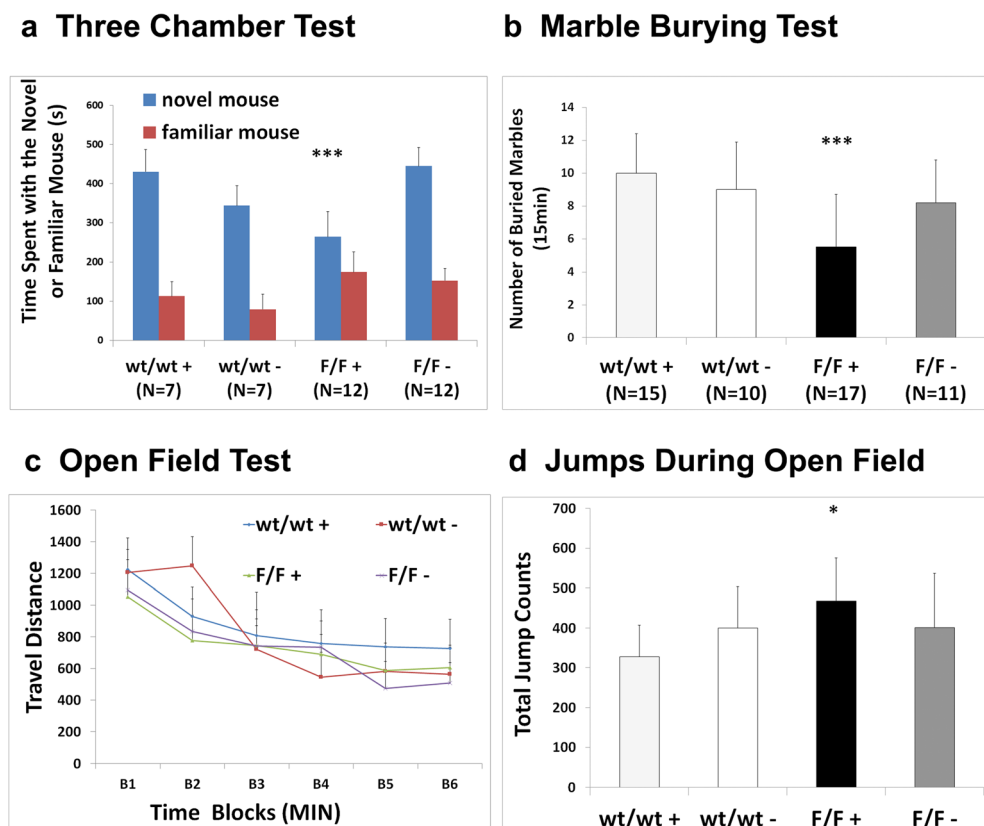 a Three Chamber Test
Time Spent with the Novel
or Familiar Mouse (s)
600
500
400
300
200
100
0
novel mouse
familiar mouse
***
wt/wt +
(N=7)
wt/wt -
(N=7)
F/F +
(N=12)
F/F -
(N=12)
b Marble Burying Test
Number of Buried Marbles
(15min)
14
12
10
8
6
4
2
0
***
wt/wt +
(N=15)
wt/wt -
(N=10)
F/F +
(N=17)
F/F -
(N=11)
c Open Field Test
Travel Distance
1600
1400
1200
1000
800
600
400
200
0
wt/wt +
wt/wt -
F/F +
F/F -
B1 B2 B3 B4 B5 B6
Time Blocks (MIN)
d Jumps During Open Field
Total Jump Counts
700
600
500
400
300
200
100
0
*
wt/wt + wt/wt - F/F + F/F -